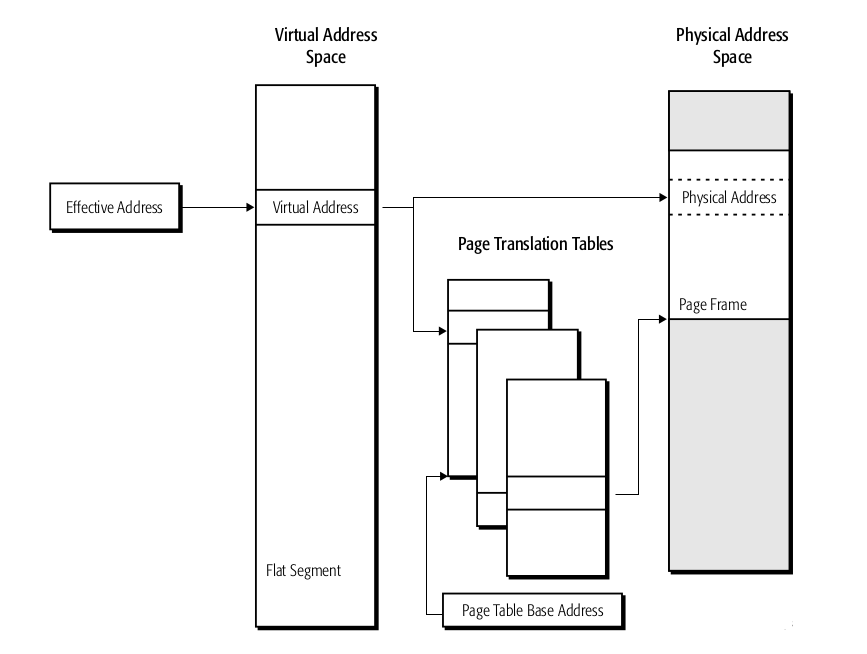 Virtual Address
Space
Physical Address
Space
Effective Address
Virtual Address
Physical Address
Page Translation Tables
Page Frame
Flat Segment
Page Table Base Address